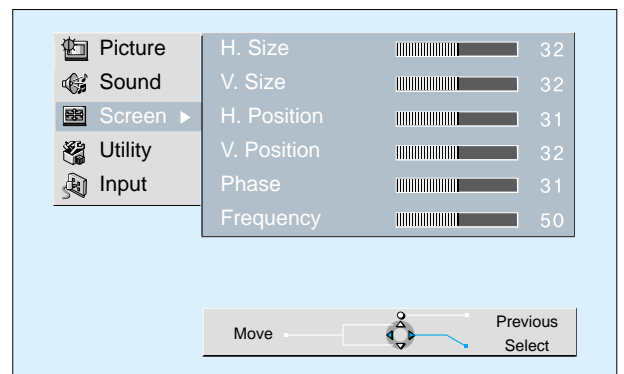 Picture
Sound
Screen
Utility
Input
H. Size 32
V. Size 32
H. Position 31
V. Position 32
Phase 31
Frequency 50
Move
Previous
Select